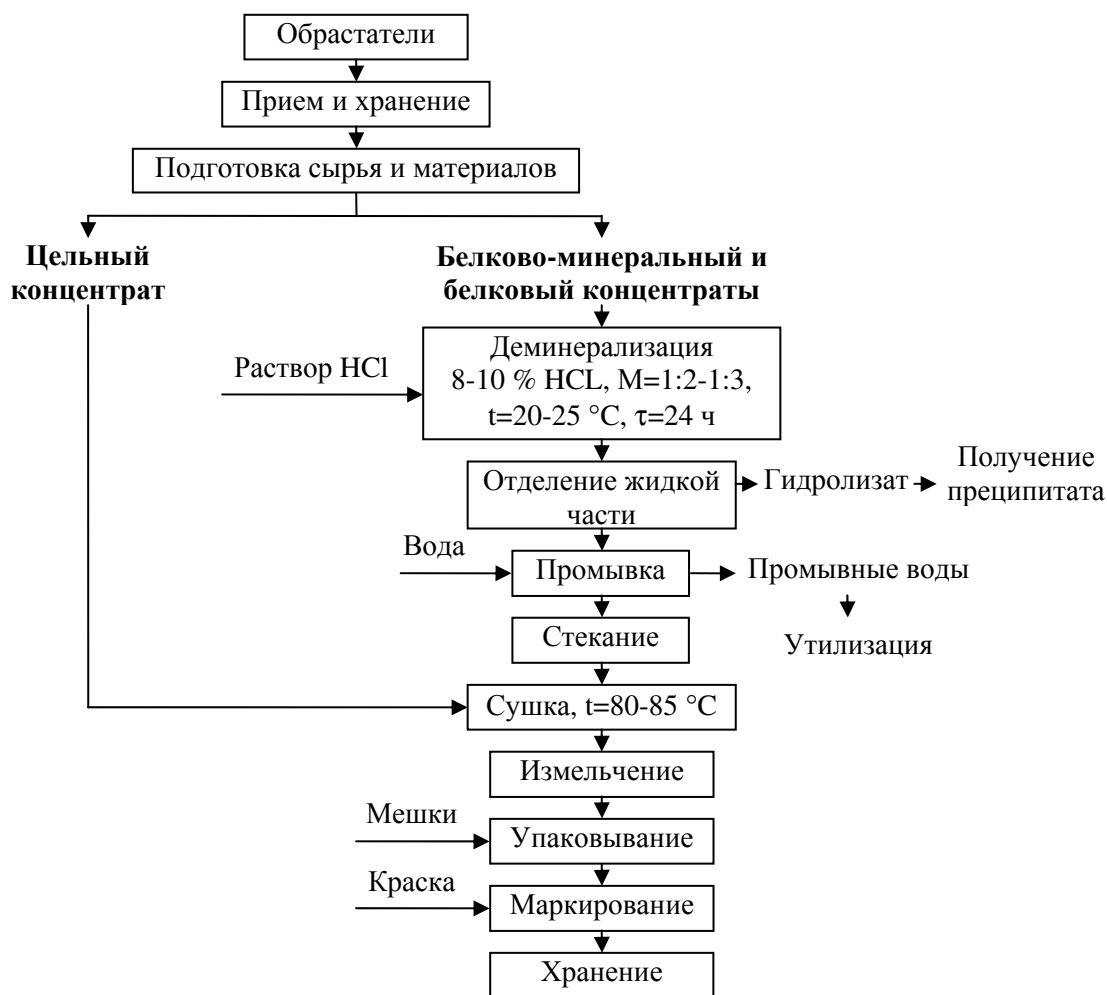 Обрастатели
Прием и хранение
Подготовка сырья и материалов
Цельный
концентрат
Белково-минеральный и
белковый концентраты
Раствор HCl
Деминерализация
8-10 % HCL, М=1:2-1:3,
t=20-25 °C, τ=24 ч
Отделение жидкой
части
Гидролизат
Получение
преципитата
Вода
Промывка
Промывные воды
Стекание
Утилизация
Сушка, t=80-85 °C
Измельчение
Мешки
Упаковывание
Краска
Маркирование
Хранение